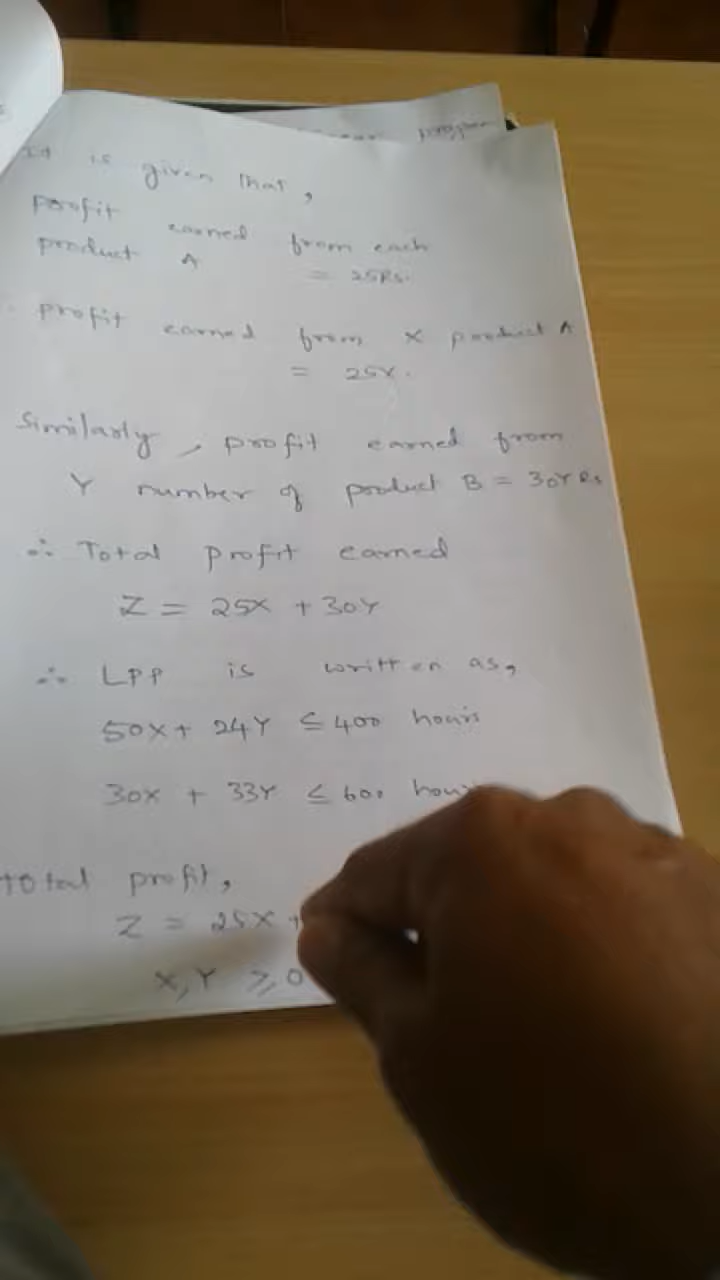 program
It is given that,
profit earned from each
product A = 25Rs.
profit earned from x product A
= 25x.
Similarly, profit earned from
Y number of product B = 30Y Rs
∴ Total profit earned
Z = 25X + 30Y
∴ LPP is written as,
50X + 24Y ≤ 400 hours
30X + 33Y ≤ 600 hours
Total profit,
Z = 25X +
X, Y ≥ 0